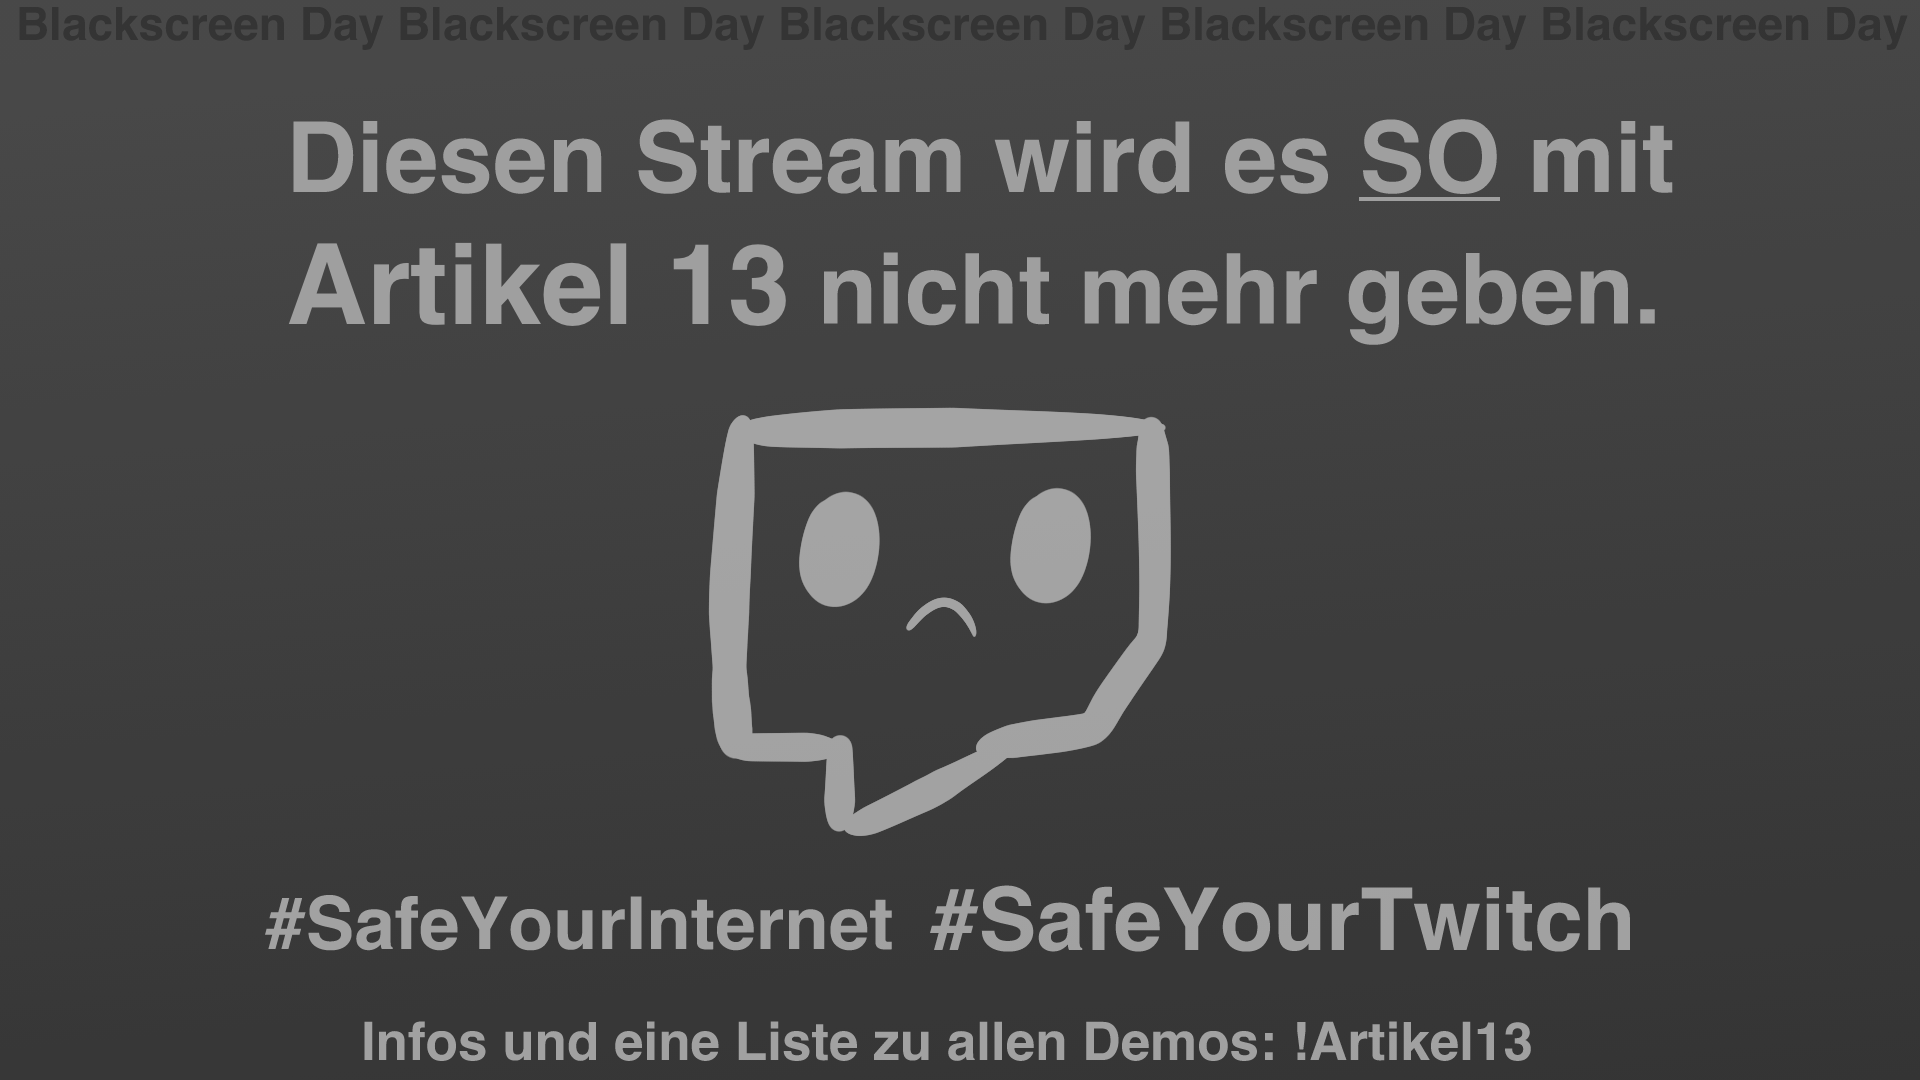 Blackscreen Day Blackscreen Day Blackscreen Day Blackscreen Day Blackscreen Day
Diesen Stream wird es SO mit
Artikel 13 nicht mehr geben.
#SafeYourInternet #SafeYourTwitch
Infos und eine Liste zu allen Demos: !Artikel13